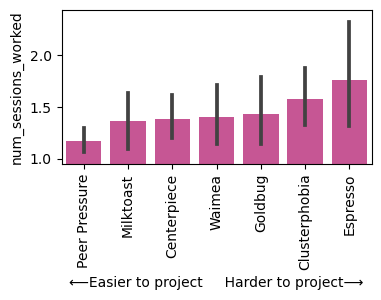 num_sessions_worked
2.0
1.5
1.0
Peer Pressure
Milktoast
Centerpiece
Waimea
Goldbug
Clusterphobia
Espresso
⟵Easier to project     Harder to project⟶